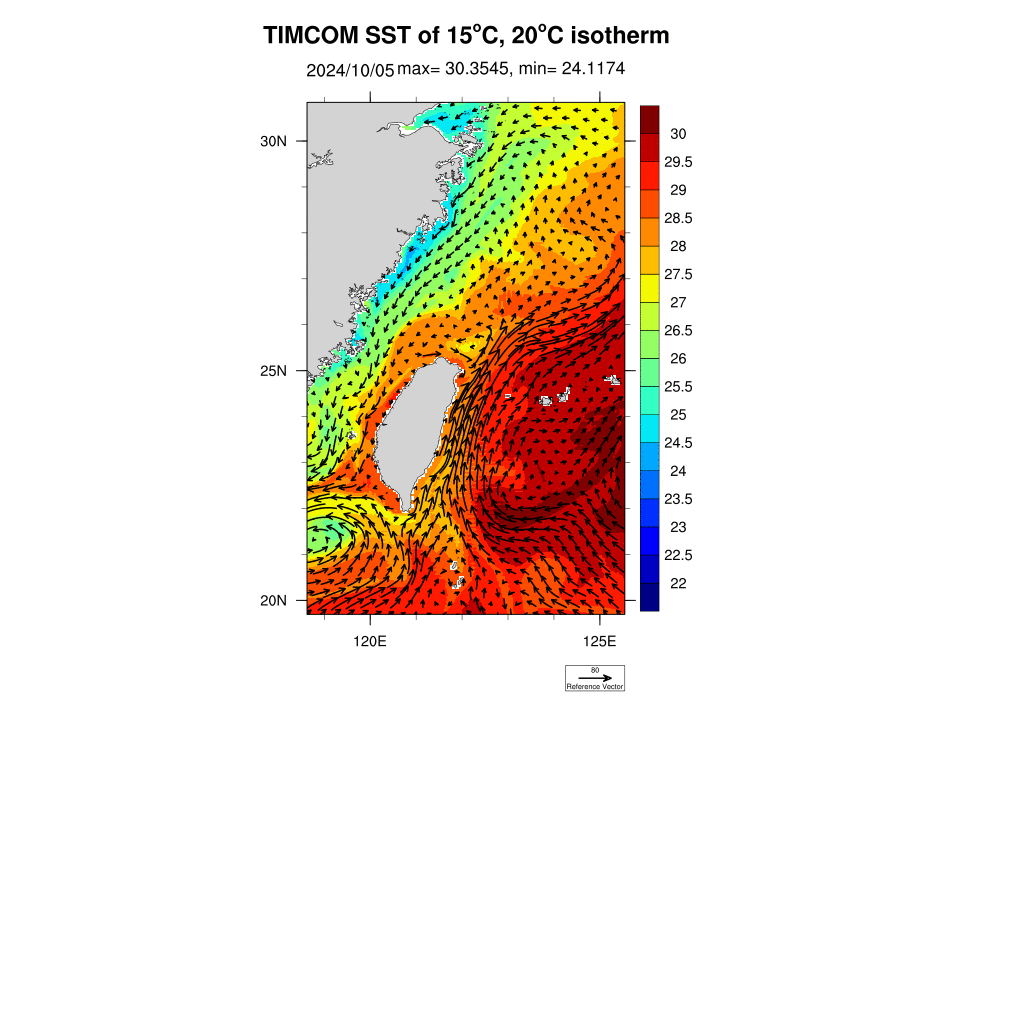 TIMCOM SST of 15°C, 20°C isotherm
2024/10/05 max= 30.3545, min= 24.1174
30N
25N
20N
120E
125E
30
29.5
29
28.5
28
27.5
27
26.5
26
25.5
25
24.5
24
23.5
23
22.5
22
80
Reference Vector